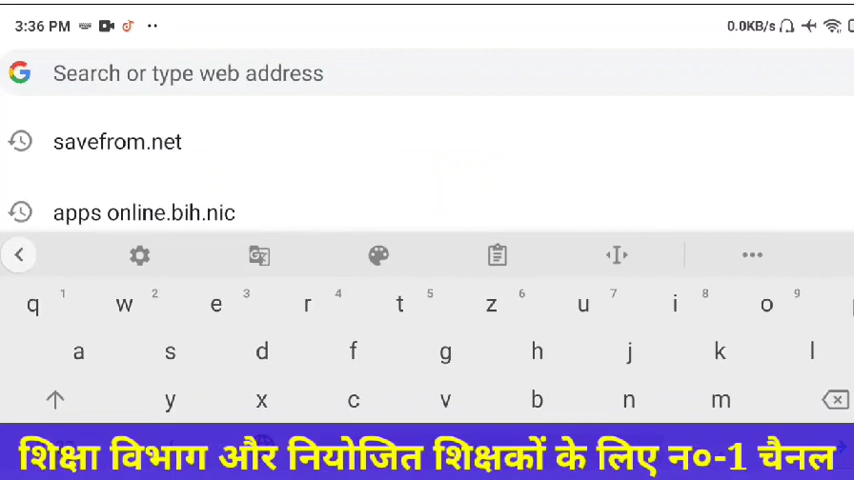 3:36 PM 0.0KB/s
Search or type web address
savefrom.net
apps online.bih.nic
q 1 w 2 e 3 r 4 t 5 z 6 u 7 i 8 o 9
a s d f g h j k l
y x c v b n m
शिक्षा विभाग और नियोजित शिक्षकों के लिए न०-1 चैनल